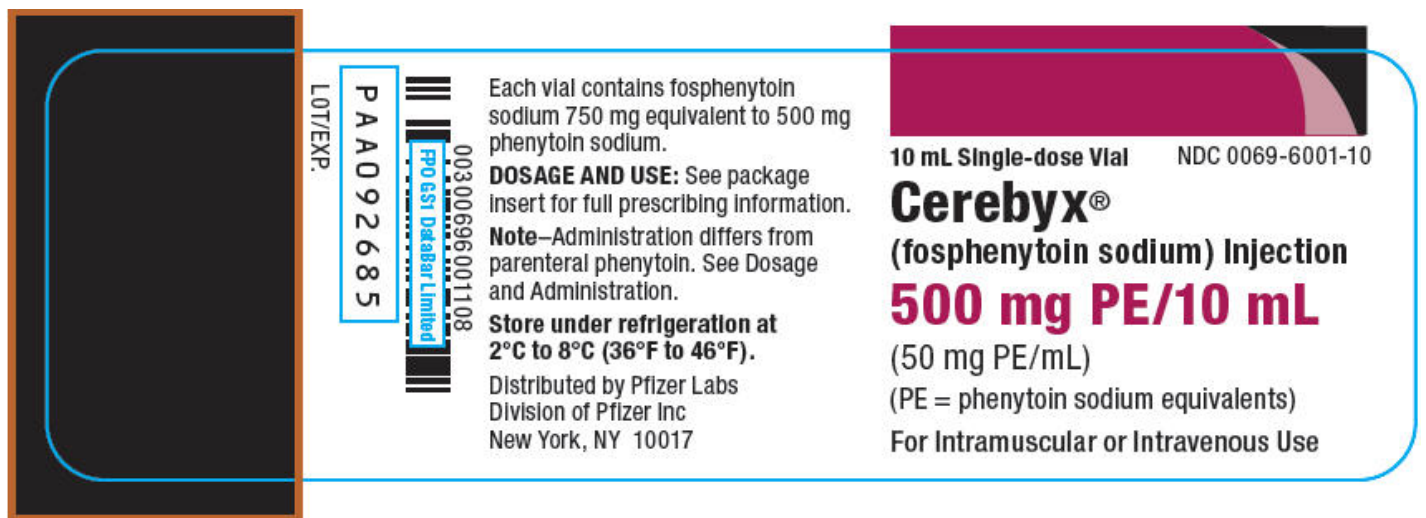 LOT/EXP.
PAA092685
FPO GS1 DataBar Limited
00300696001108
Each vial contains fosphenytoin
sodium 750 mg equivalent to 500 mg
phenytoin sodium.
DOSAGE AND USE: See package
insert for full prescribing information.
Note–Administration differs from
parenteral phenytoin. See Dosage
and Administration.
Store under refrigeration at
2°C to 8°C (36°F to 46°F).
Distributed by Pfizer Labs
Division of Pfizer Inc
New York, NY 10017
10 mL Single-dose Vial NDC 0069-6001-10
Cerebyx®
(fosphenytoin sodium) Injection
500 mg PE/10 mL
(50 mg PE/mL)
(PE = phenytoin sodium equivalents)
For Intramuscular or Intravenous Use